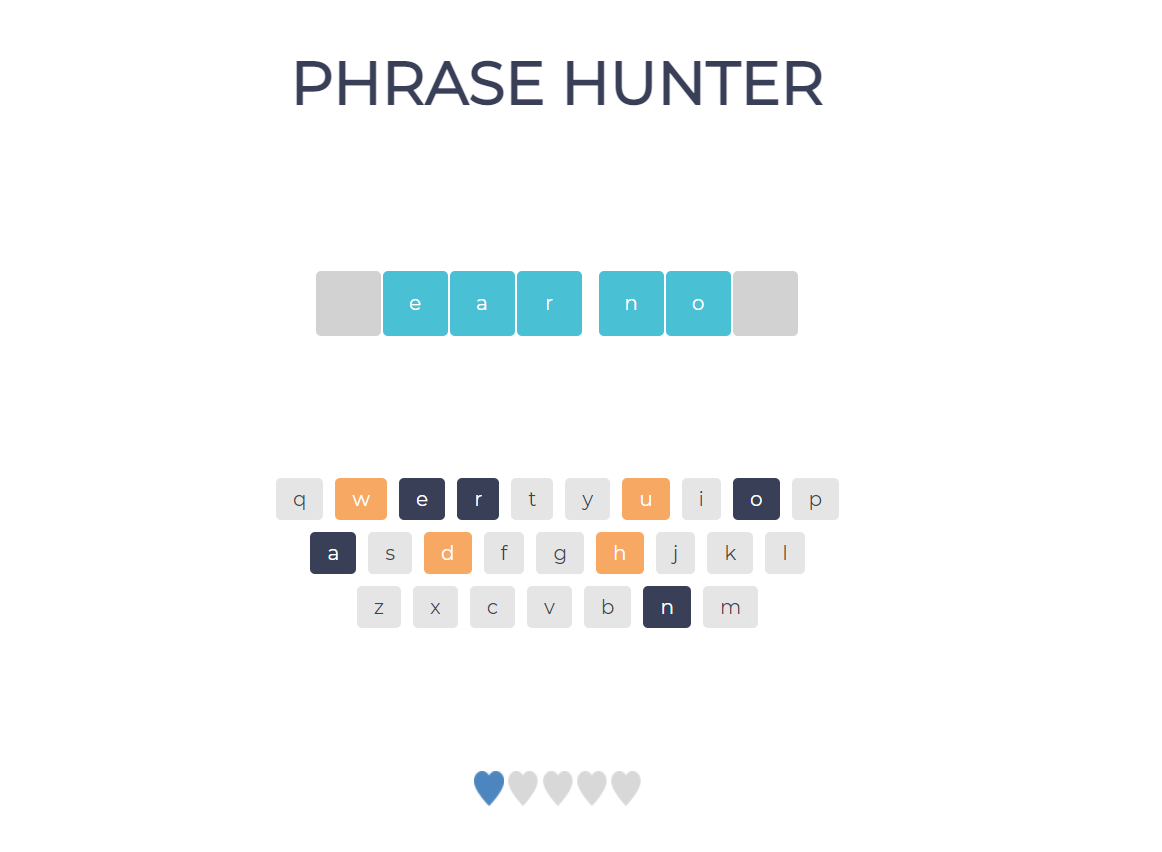 PHRASE HUNTER
e a r n o
q w e r t y u i o p
a s d f g h j k l
z x c v b n m